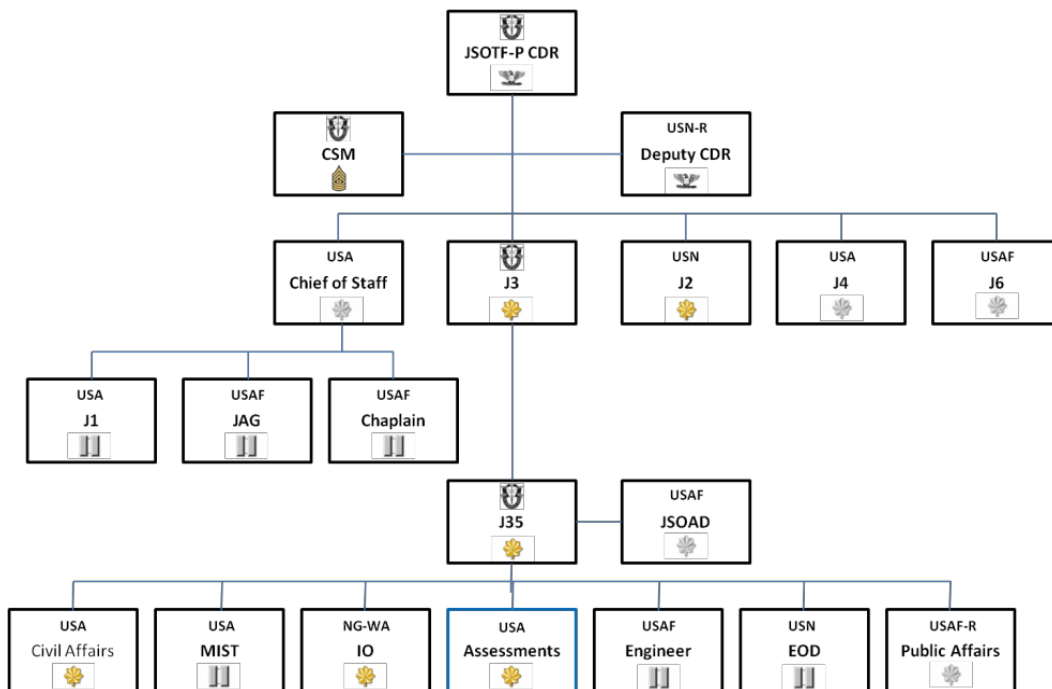 JSOTF-P CDR
CSM
USN-R
Deputy CDR
USA
Chief of Staff
J3
USN
J2
USA
J4
USAF
J6
USA
J1
USAF
JAG
USAF
Chaplain
J35
USAF
JSOAD
USA
Civil Affairs
USA
MIST
NG-WA
IO
USA
Assessments
USAF
Engineer
USN
EOD
USAF-R
Public Affairs